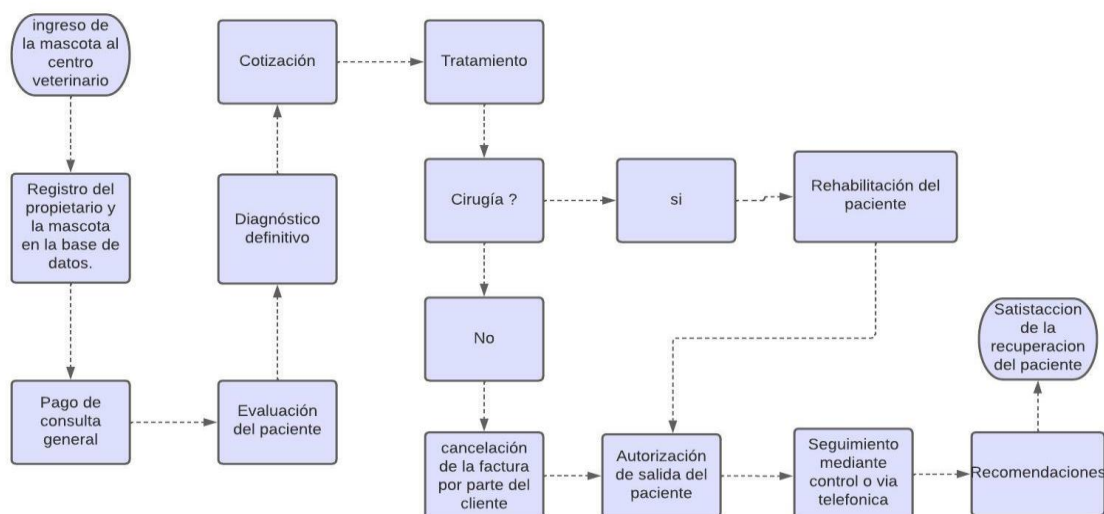 ingreso de
la mascota al
centro
veterinario
Registro del
propietario y
la mascota
en la base de
datos.
Pago de
consulta
general
Evaluación
del paciente
Diagnóstico
definitivo
Cotización
Tratamiento
Cirugía ?
si
Rehabilitación del
paciente
No
cancelación
de la factura
por parte del
cliente
Autorización
de salida del
paciente
Seguimiento
mediante
control o via
telefonica
Recomendaciones
Satistaccion
de la
recuperacion
del paciente